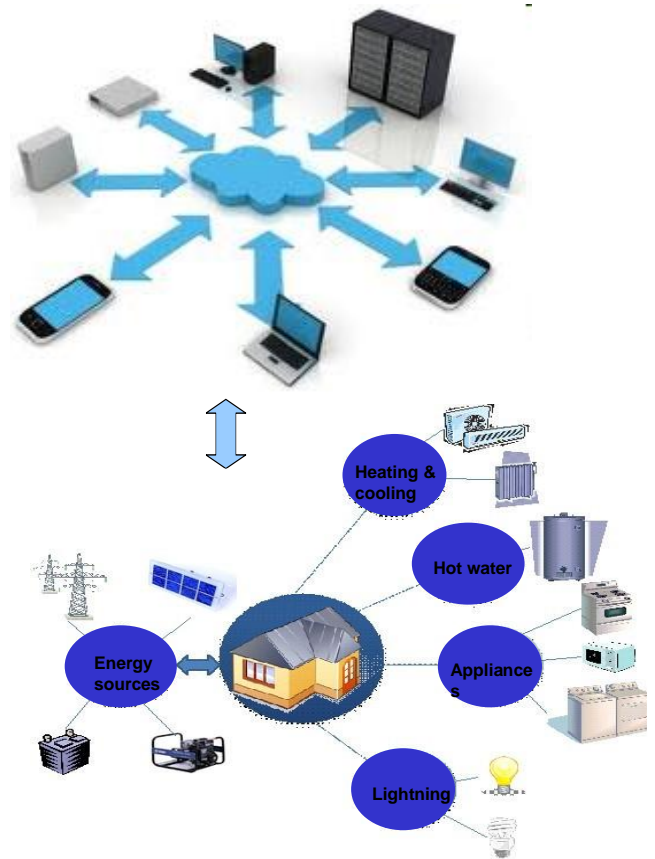 Heating &
cooling
Hot water
Energy
sources
Appliance
s
Lightning